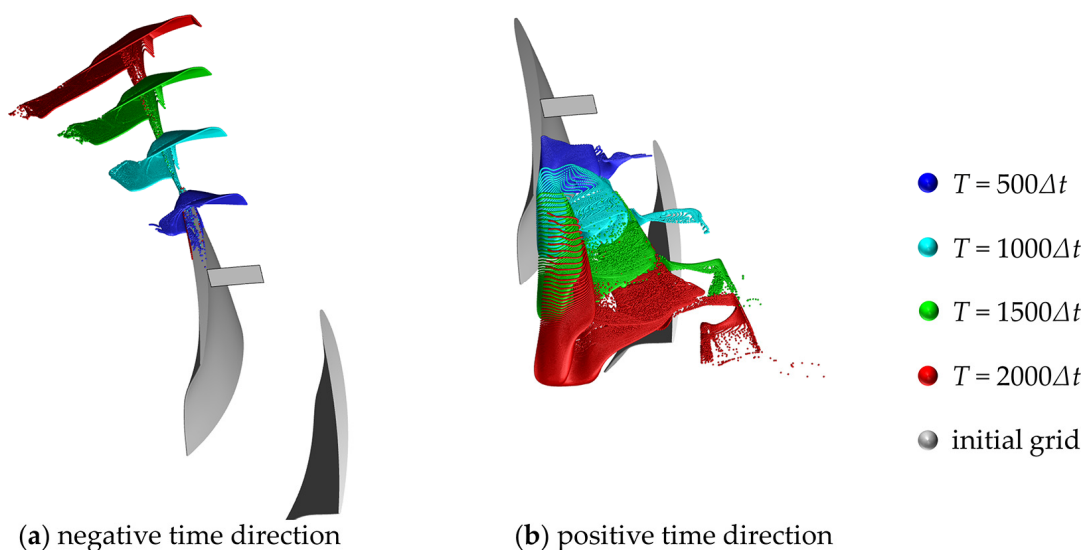 T = 500Δt
T = 1000Δt
T = 1500Δt
T = 2000Δt
initial grid
(a) negative time direction
(b) positive time direction